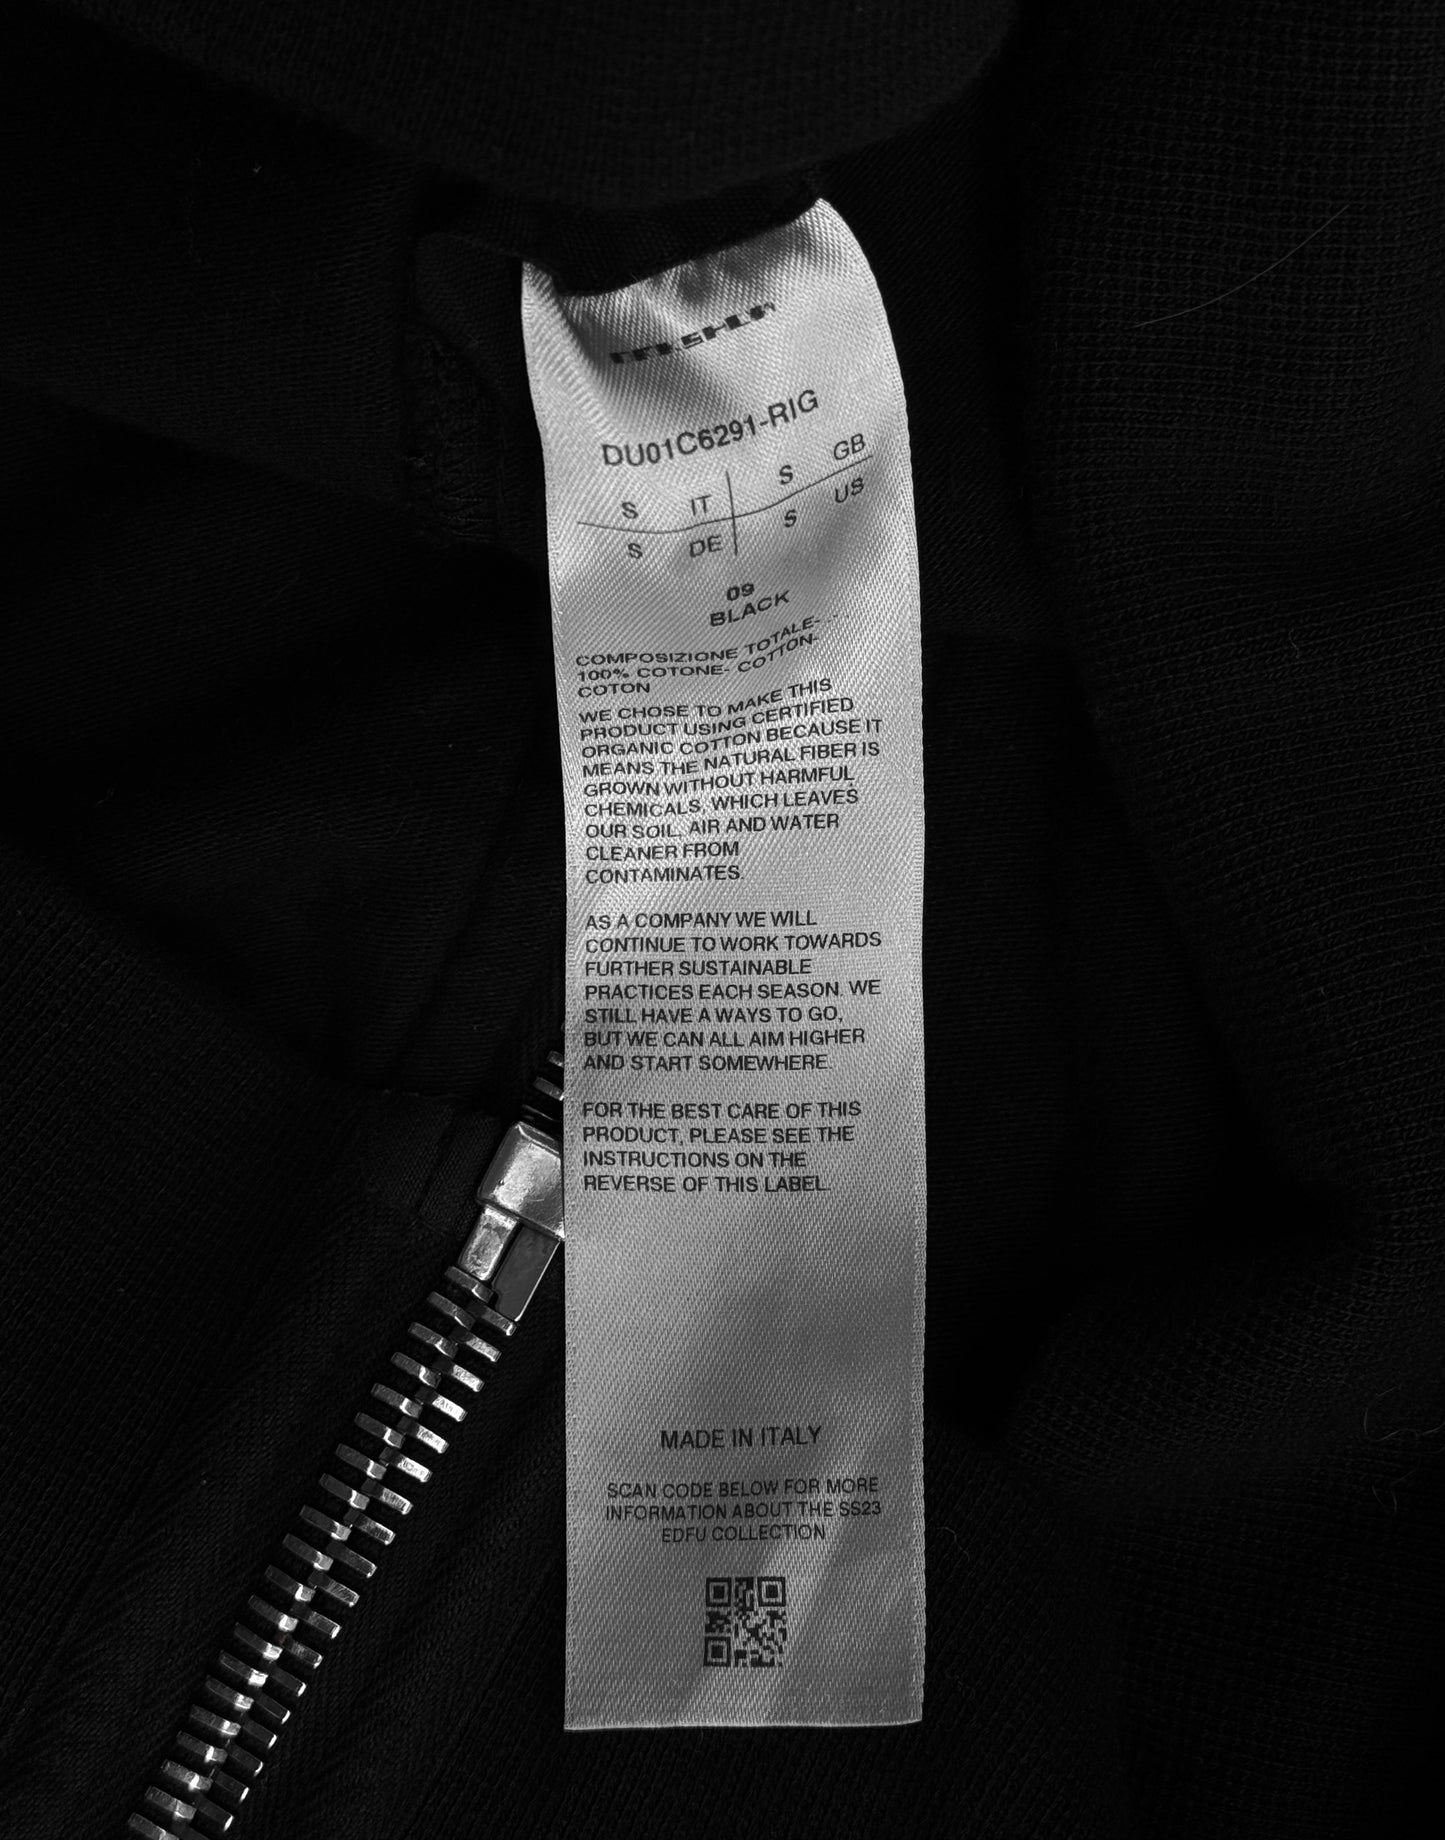 DU01C6291-RIG
S IT S GB
S DE S US
09
BLACK
COMPOSIZIONE TOTALE-
100% COTONE- COTTON-
COTON
WE CHOSE TO MAKE THIS
PRODUCT USING CERTIFIED
ORGANIC COTTON BECAUSE IT
MEANS THE NATURAL FIBER IS
GROWN WITHOUT HARMFUL
CHEMICALS, WHICH LEAVES
OUR SOIL, AIR AND WATER
CLEANER FROM
CONTAMINATES.
AS A COMPANY WE WILL
CONTINUE TO WORK TOWARDS
FURTHER SUSTAINABLE
PRACTICES EACH SEASON. WE
STILL HAVE A WAYS TO GO,
BUT WE CAN ALL AIM HIGHER
AND START SOMEWHERE.
FOR THE BEST CARE OF THIS
PRODUCT, PLEASE SEE THE
INSTRUCTIONS ON THE
REVERSE OF THIS LABEL.
MADE IN ITALY
SCAN CODE BELOW FOR MORE
INFORMATION ABOUT THE SS23
EDFU COLLECTION